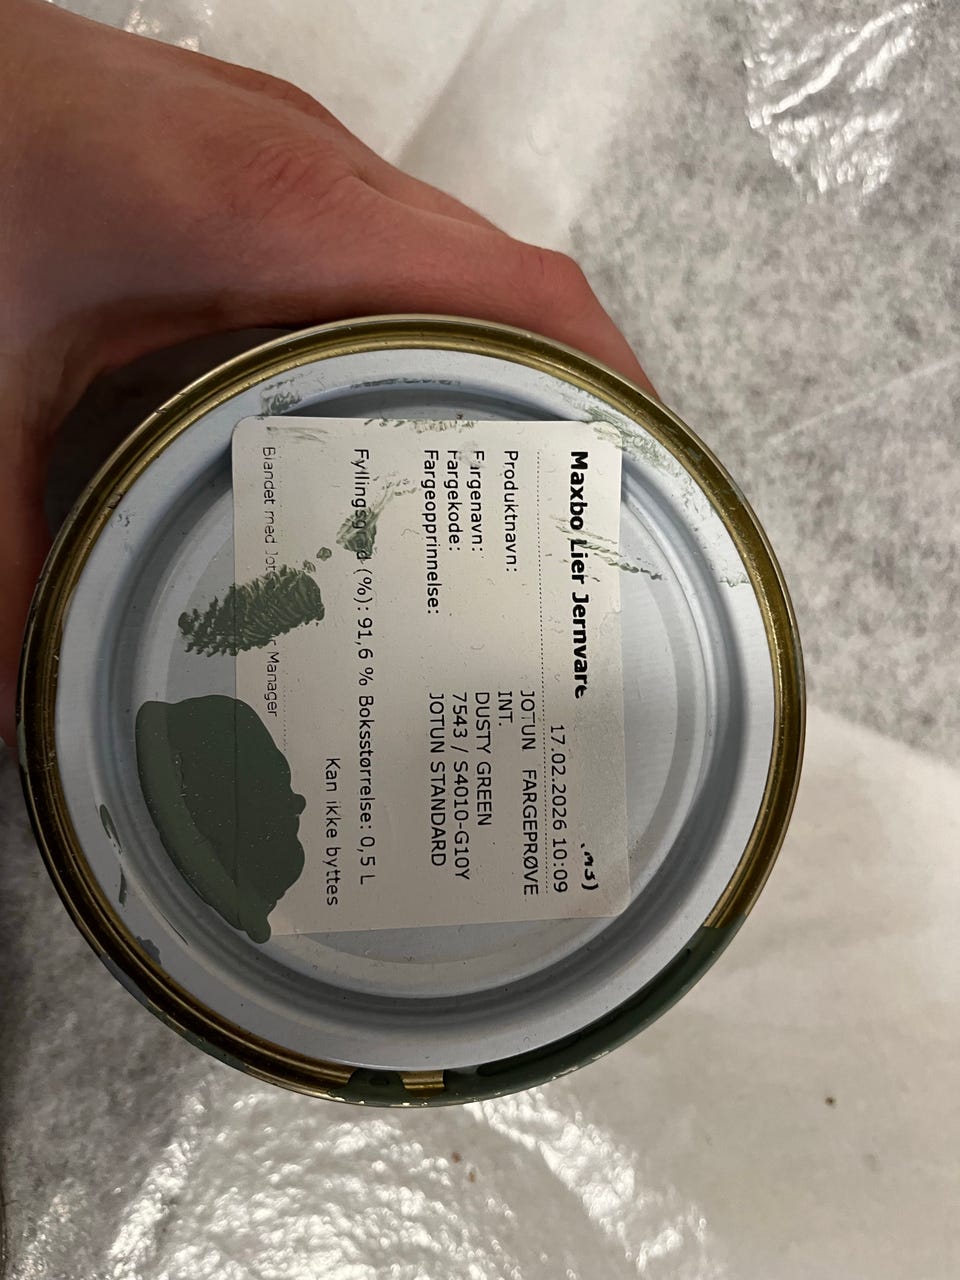 Maxbo Lier Jernvare
17.02.2026 10:09
Produktnavn: JOTUN FARGEPRØVE
INT.
Fargenavn: DUSTY GREEN
Fargekode: 7543 / S4010-G10Y
Fargeopprinnelse: JOTUN STANDARD
Fyllingsgrad (%): 91,6 % Boksstørrelse: 0,5 L
Kan ikke byttes
Blandet med Manager